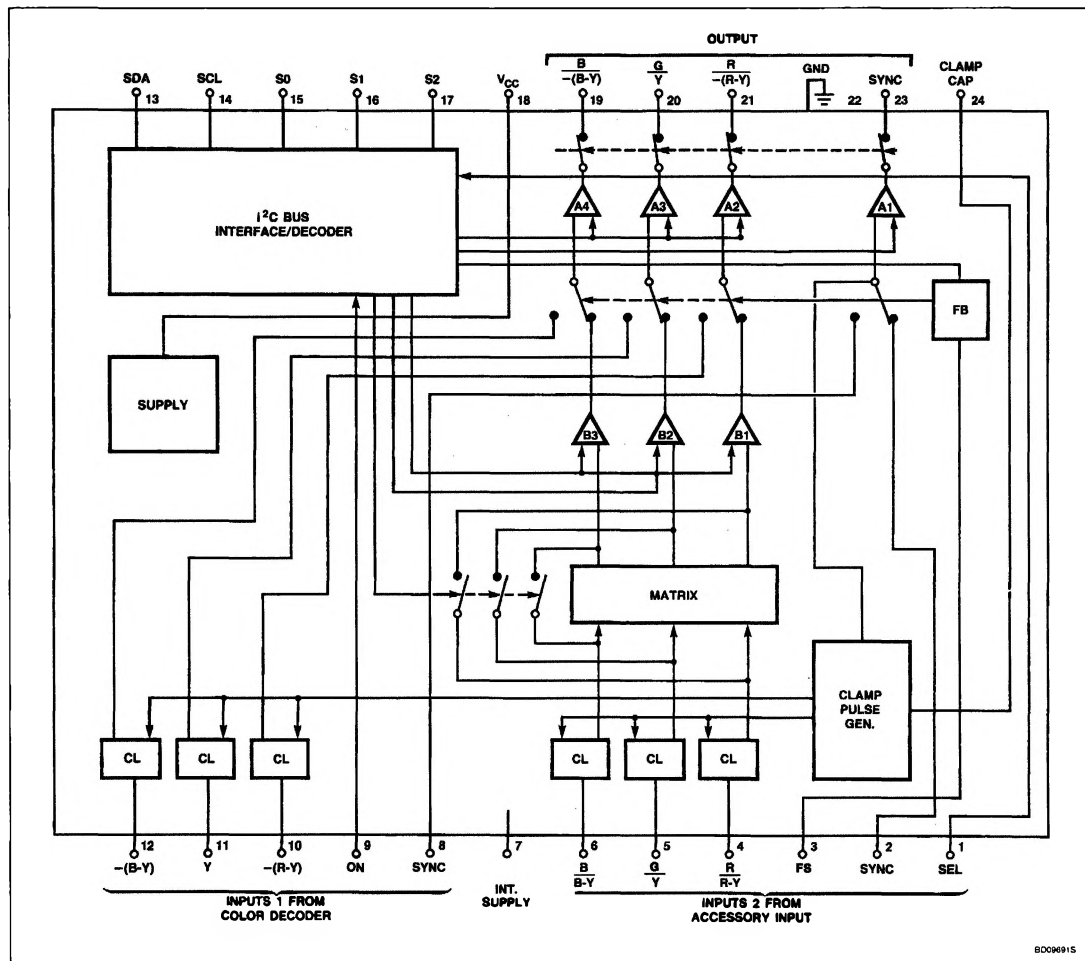 OUTPUT
SDA
SCL
S0
S1
S2
VCC
B
-(B-Y)
G
Y
R
-(R-Y)
GND
SYNC
CLAMP
CAP
13
14
15
16
17
18
19
20
21
22
23
24
I²C BUS
INTERFACE/DECODER
A4
A3
A2
A1
FB
SUPPLY
B3
B2
B1
MATRIX
CLAMP
PULSE
GEN.
CL
CL
CL
CL
CL
CL
12
11
10
9
8
7
6
5
4
3
2
1
-(B-Y)
Y
-(R-Y)
ON
SYNC
INT.
SUPPLY
B
B-Y
G
Y
R
R-Y
FS
SYNC
SEL
INPUTS 1 FROM
COLOR DECODER
INPUTS 2 FROM
ACCESSORY INPUT
BD09691S